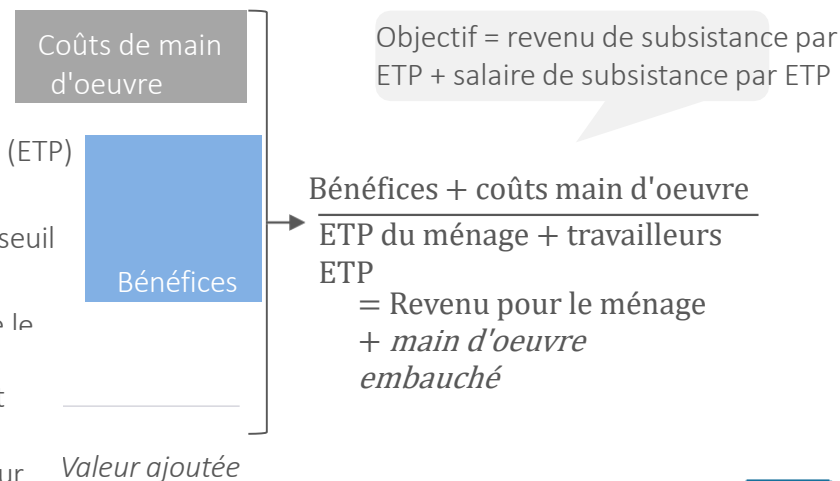 Coûts de main
d'oeuvre
Objectif = revenu de subsistance par
ETP + salaire de subsistance par ETP
(ETP)
seuil
Bénéfices
Bénéfices + coûts main d'oeuvre
ETP du ménage + travailleurs
ETP
= Revenu pour le ménage
+ main d'oeuvre
embauché
le
Valeur ajoutée